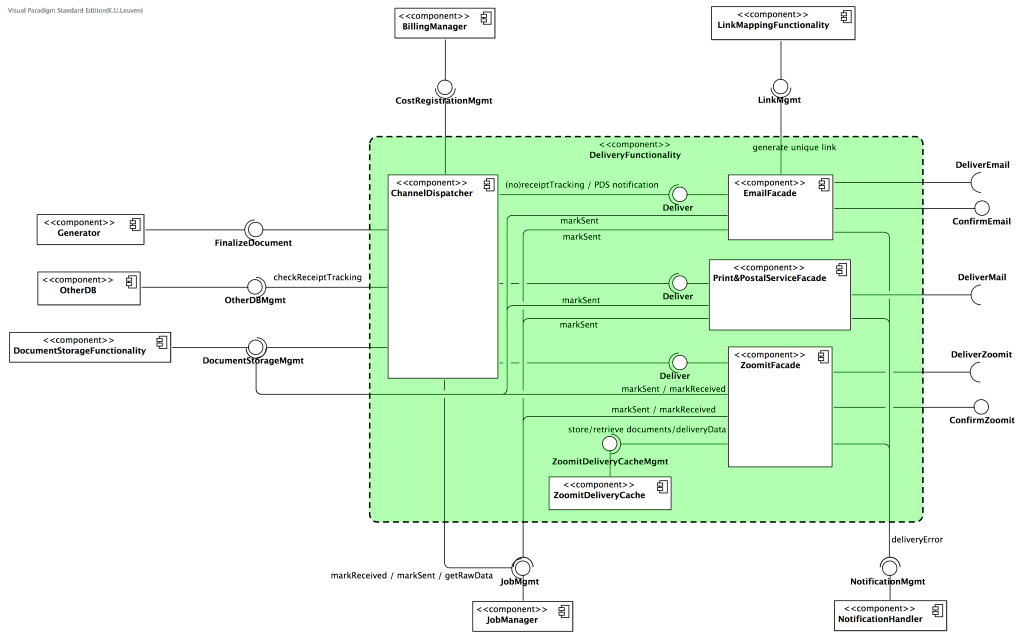 Visual Paradigm Standard Edition(K.U.Leuven)
<<component>>
BillingManager
<<component>>
LinkMappingFunctionality
CostRegistrationMgmt
LinkMgmt
<<component>>
DeliveryFunctionality
generate unique link
<<component>>
ChannelDispatcher
(no)receiptTracking / PDS notification
Deliver
<<component>>
EmailFacade
DeliverEmail
ConfirmEmail
<<component>>
Generator
FinalizeDocument
markSent
markSent
<<component>>
OtherDB
OtherDBMgmt
checkReceiptTracking
Deliver
<<component>>
Print&PostalServiceFacade
DeliverMail
markSent
markSent
<<component>>
DocumentStorageFunctionality
DocumentStorageMgmt
Deliver
<<component>>
ZoomitFacade
DeliverZoomit
ConfirmZoomit
markSent / markReceived
markSent / markReceived
store/retrieve documents/deliveryData
ZoomitDeliveryCacheMgmt
<<component>>
ZoomitDeliveryCache
deliveryError
markReceived / markSent / getRawData
JobMgmt
NotificationMgmt
<<component>>
JobManager
<<component>>
NotificationHandler